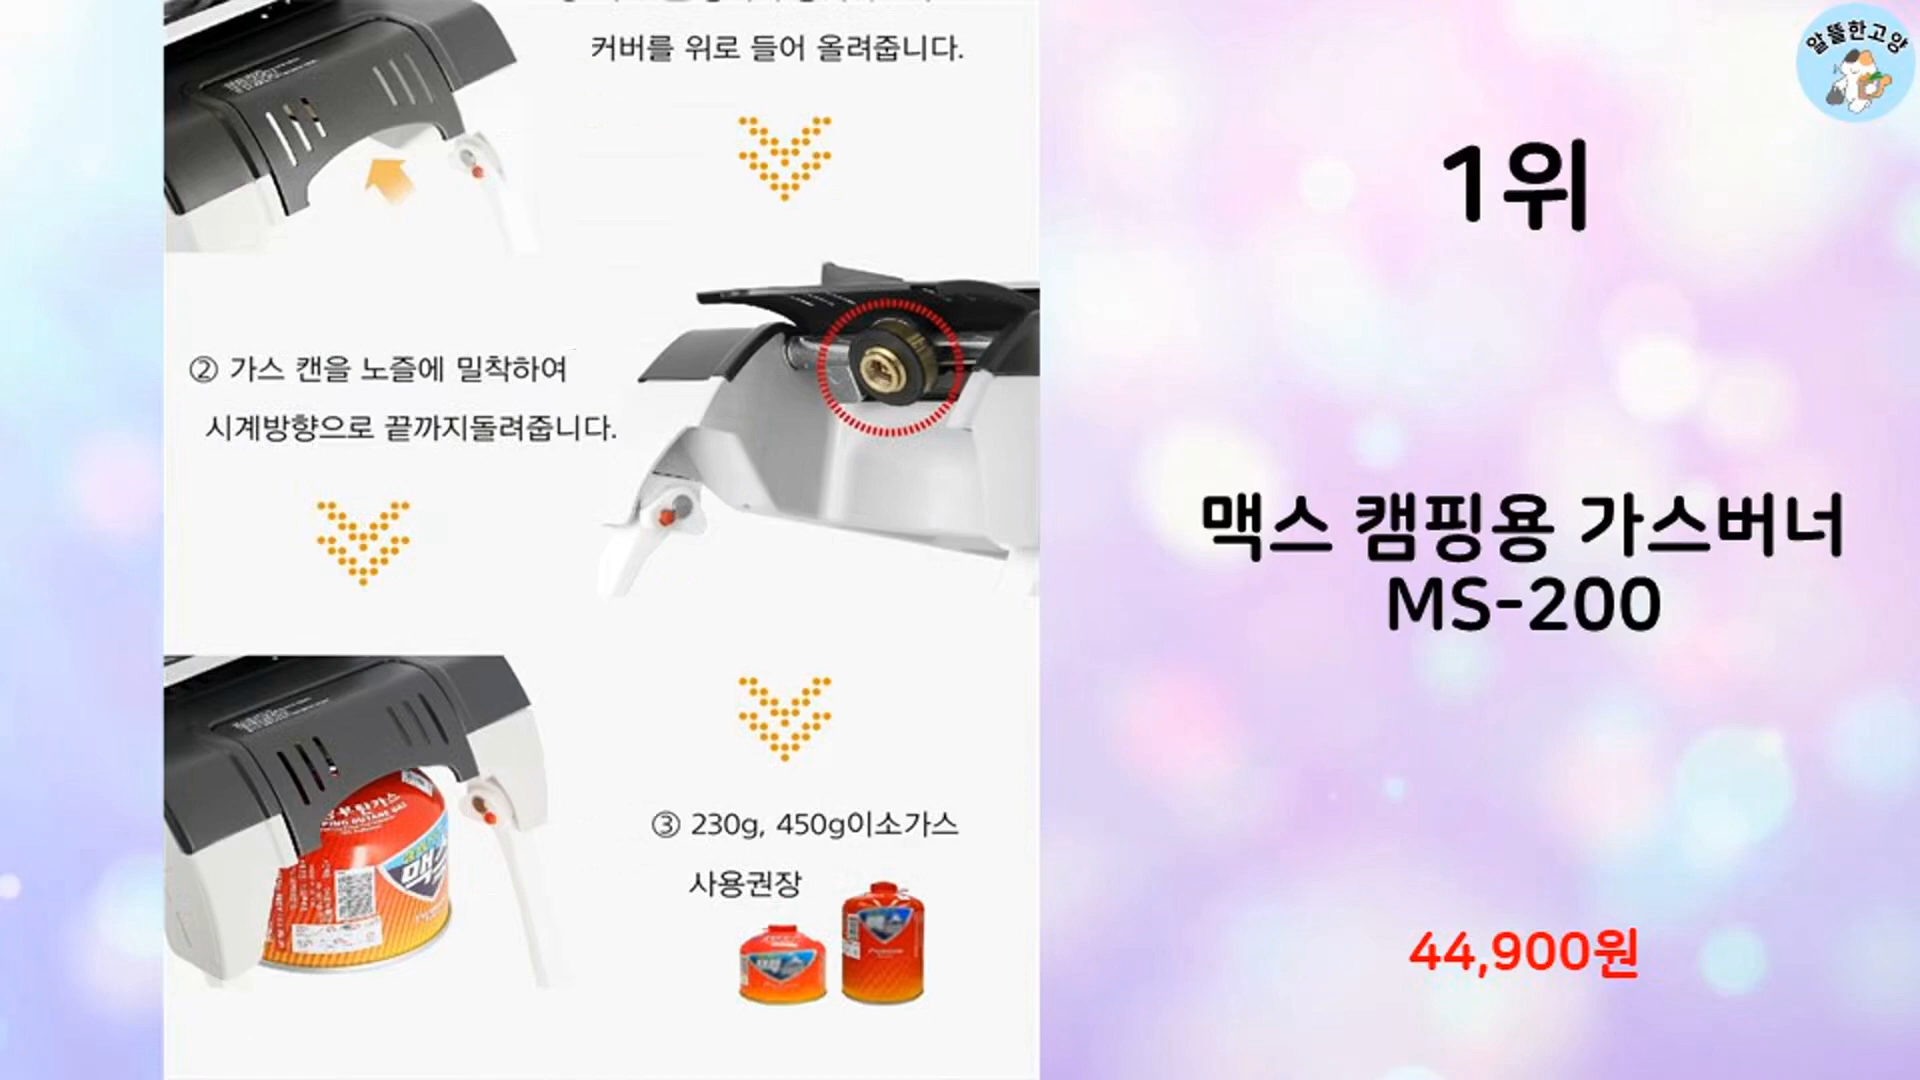 커버를 위로 들어 올려줍니다.
② 가스 캔을 노즐에 밀착하여
시계방향으로 끝까지돌려줍니다.
③ 230g, 450g이소가스
사용권장
알뜰한고양
1위
맥스 캠핑용 가스버너
MS-200
44,900원